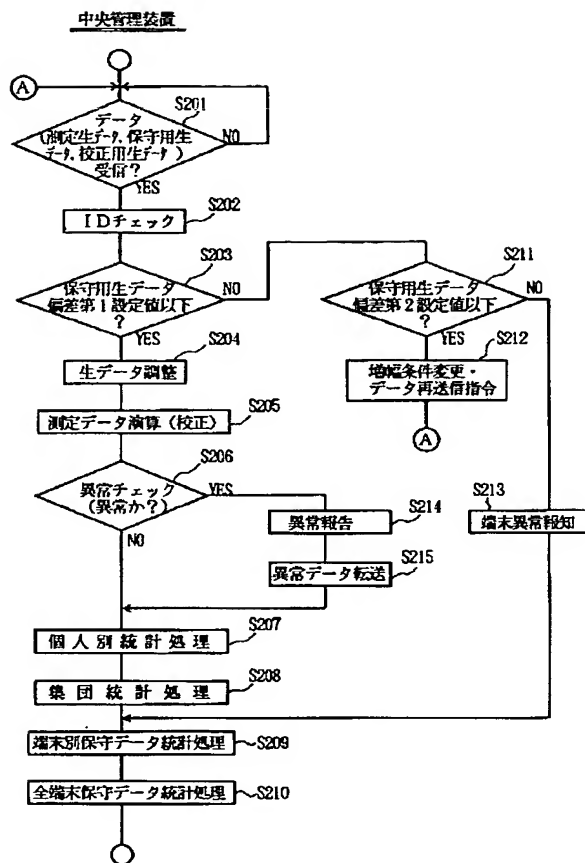 中央管理装置
A
S201
データ
(測定生データ、保守用生
データ、校正用生データ)
受信?
NO
YES
S202
IDチェック
S203
保守用生データ
偏差第1設定値以下
?
NO
YES
S204
生データ調整
S205
測定データ演算(校正)
S206
異常チェック
(異常か?)
YES
NO
S214
異常報告
S215
異常データ転送
S207
個人別統計処理
S208
集団統計処理
S209
端末別保守データ統計処理
S210
全端末保守データ統計処理
S211
保守用生データ
偏差第2設定値以下
?
NO
YES
S212
増幅条件変更・
データ再送信指令
A
S213
端末異常報知